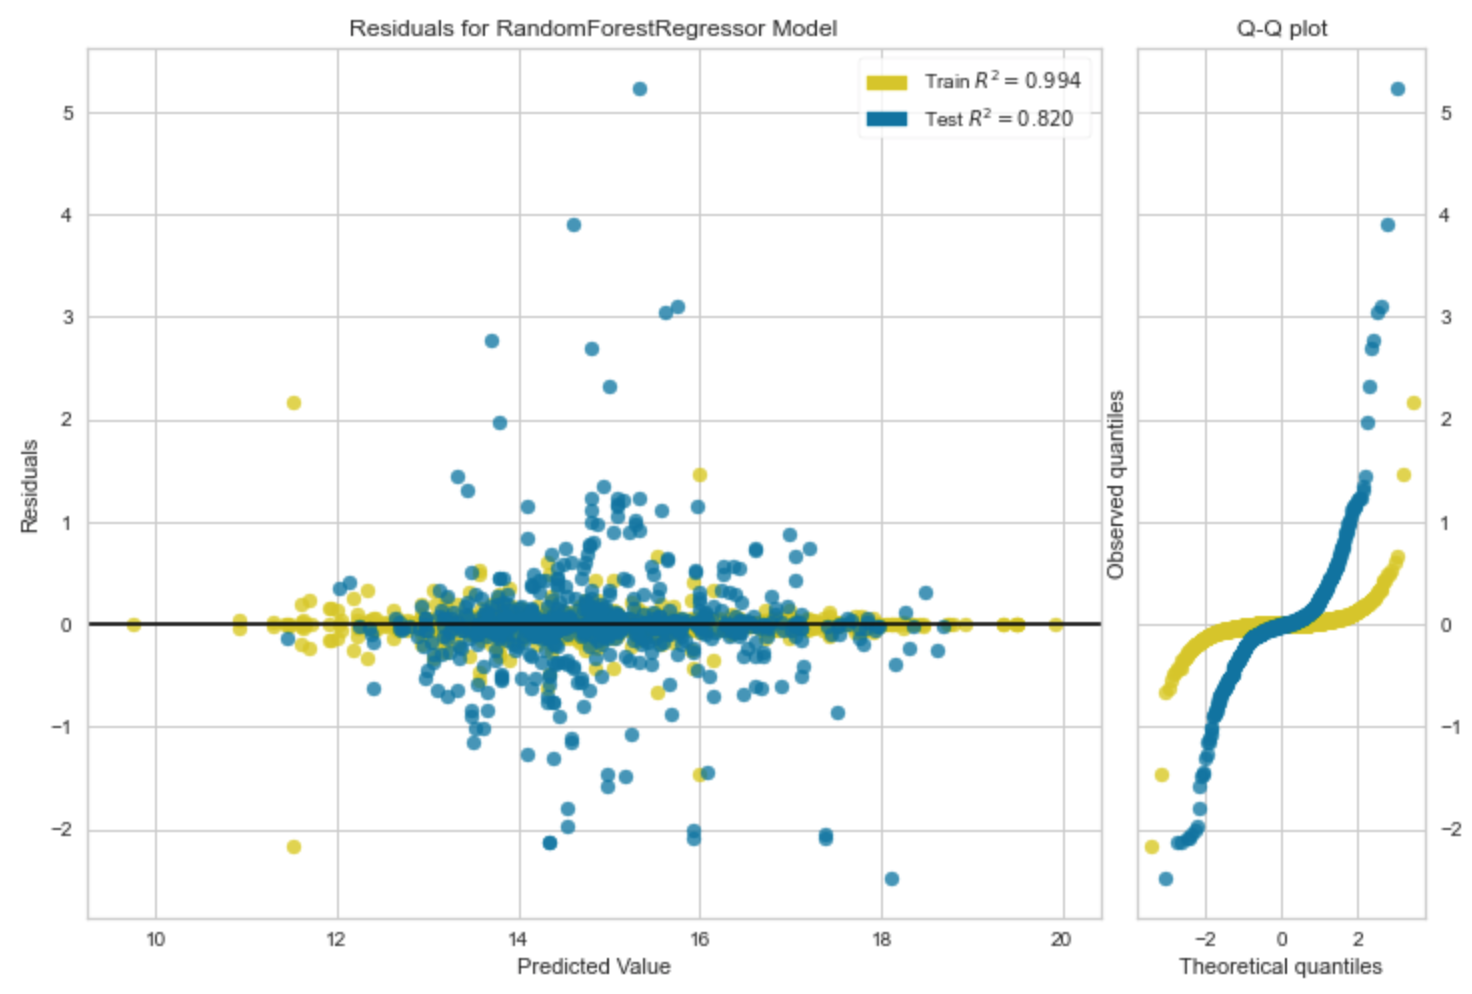 Residuals for RandomForestRegressor Model
Q-Q plot
Train R² = 0.994
Test R² = 0.820
Residuals
5
4
3
2
1
0
−1
−2
10 12 14 16 18 20
Predicted Value
Observed quantiles
5
4
3
2
1
0
−1
−2
−2 0 2
Theoretical quantiles